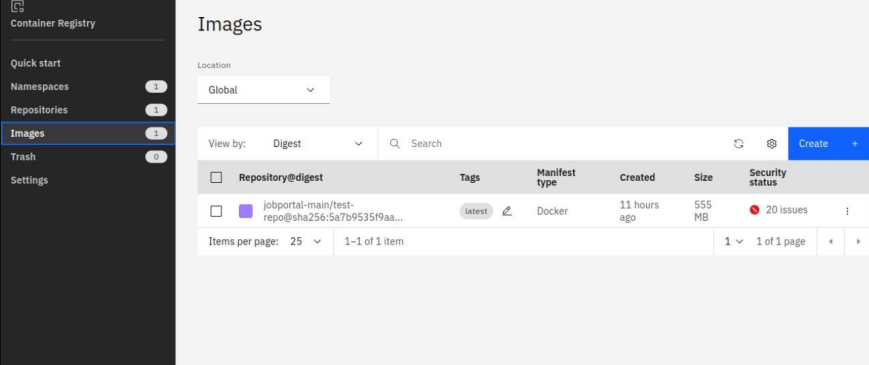 Container Registry
Quick start
Namespaces 1
Repositories 1
Images 1
Trash 0
Settings
Images
Location
Global
View by: Digest Search Create +
Repository@digest Tags Manifest type Created Size Security status
jobportal-main/test-
repo@sha256:5a7b9535f9aa... latest Docker 11 hours ago 555 MB 20 issues
Items per page: 25 1–1 of 1 item 1 1 of 1 page